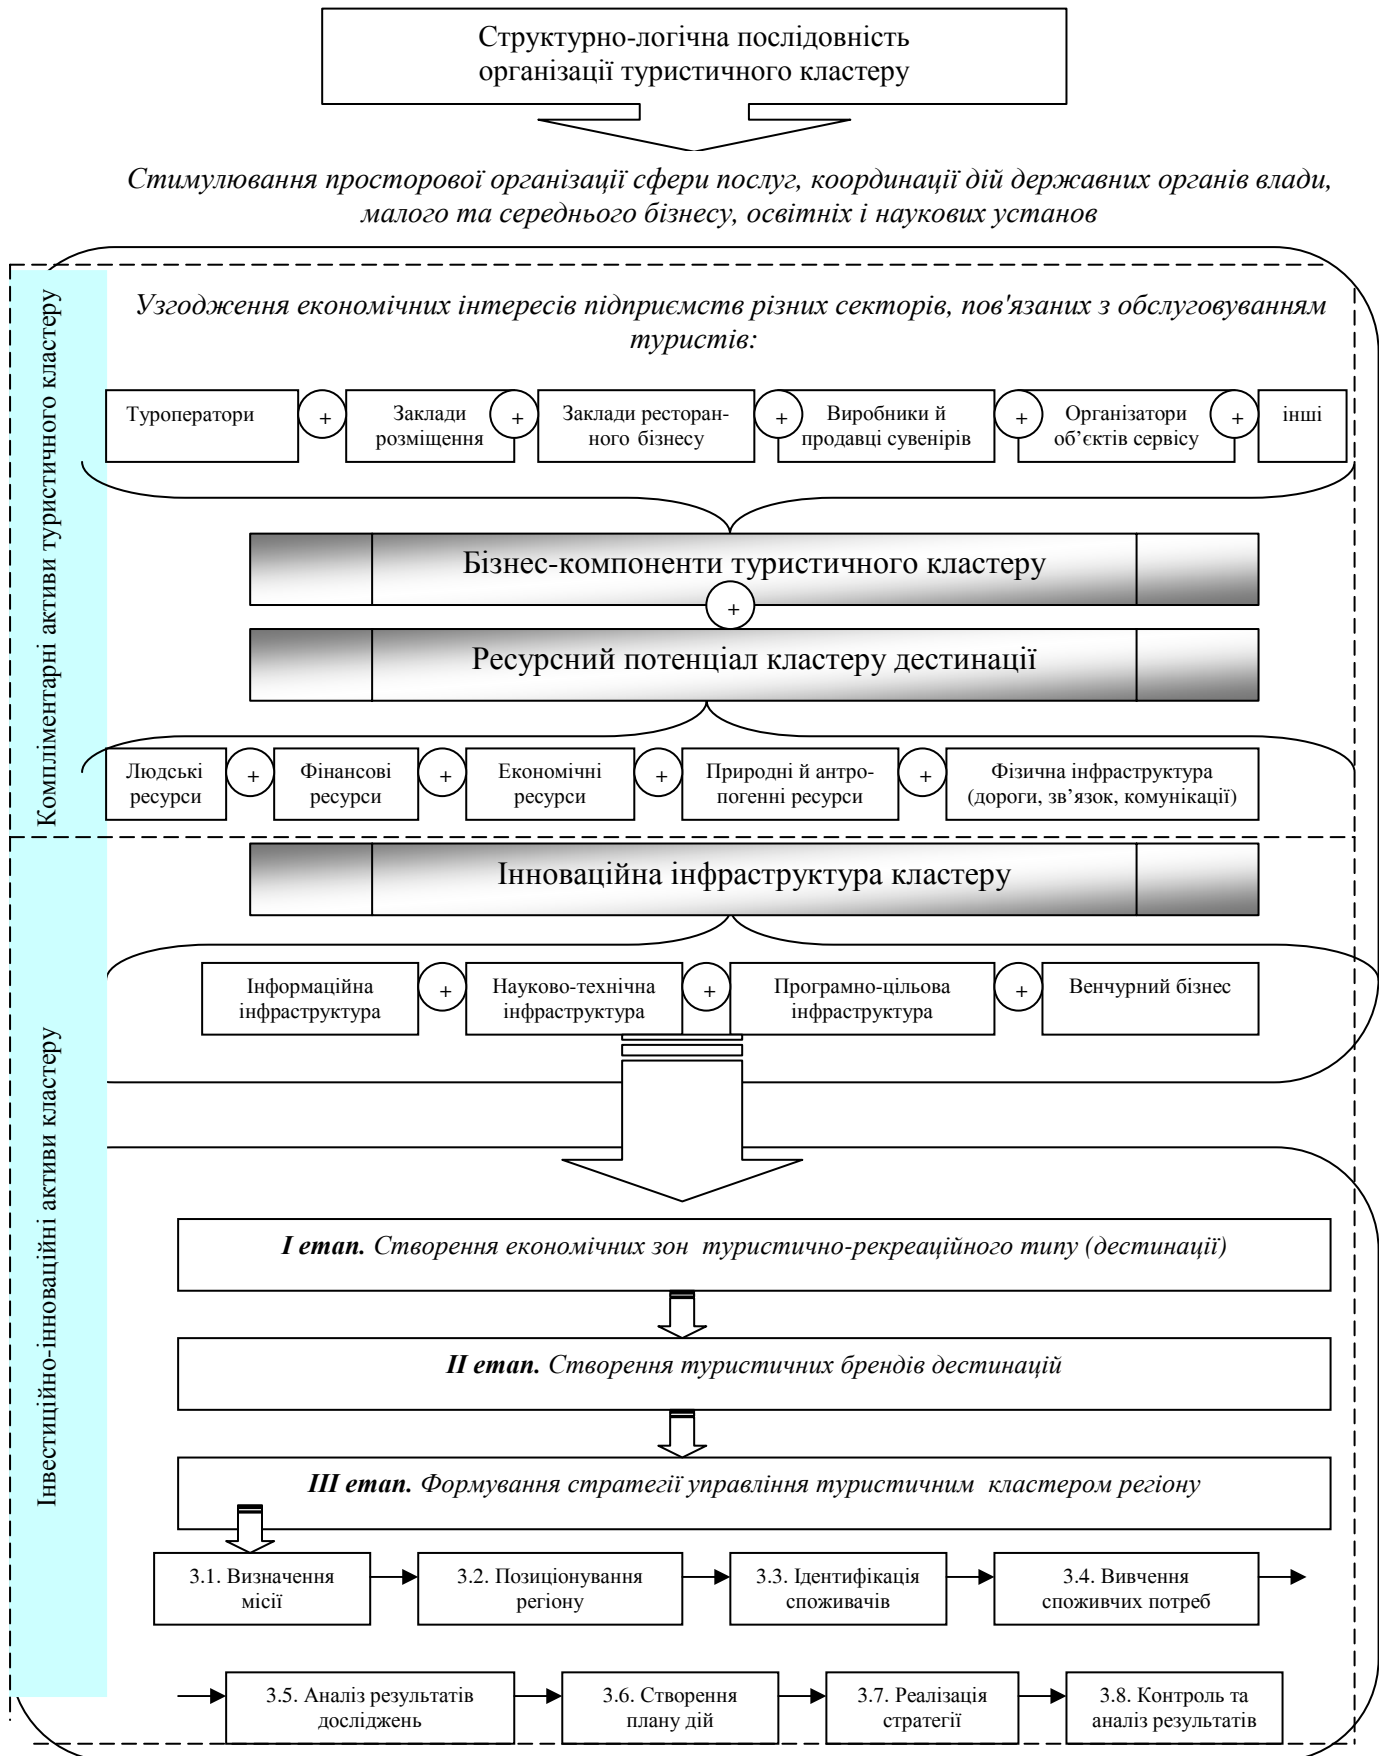 Структурно-логічна послідовність
організації туристичного кластеру
Стимулювання просторової організації сфери послуг, координації дій державних органів влади,
малого та середнього бізнесу, освітніх і наукових установ
Компліментарні активи туристичного кластеру
Узгодження економічних інтересів підприємств різних секторів, пов'язаних з обслуговуванням
туристів:
Туроператори
+
Заклади
розміщення
+
Заклади ресторан-
ного бізнесу
+
Виробники й
продавці сувенірів
+
Організатори
об’єктів сервісу
+
інші
Бізнес-компоненти туристичного кластеру
+
Ресурсний потенціал кластеру дестинації
Людські
ресурси
+
Фінансові
ресурси
+
Економічні
ресурси
+
Природні й антро-
погенні ресурси
+
Фізична інфраструктура
(дороги, зв’язок, комунікації)
Інвестиційно-інноваційні активи кластеру
Інноваційна інфраструктура кластеру
Інформаційна
інфраструктура
+
Науково-технічна
інфраструктура
+
Програмно-цільова
інфраструктура
+
Венчурний бізнес
I етап. Створення економічних зон туристично-рекреаційного типу (дестинації)
II етап. Створення туристичних брендів дестинацій
III етап. Формування стратегії управління туристичним кластером регіону
3.1. Визначення
місії
3.2. Позиціонування
регіону
3.3. Ідентифікація
споживачів
3.4. Вивчення
споживчих потреб
3.5. Аналіз результатів
досліджень
3.6. Створення
плану дій
3.7. Реалізація
стратегії
3.8. Контроль та
аналіз результатів